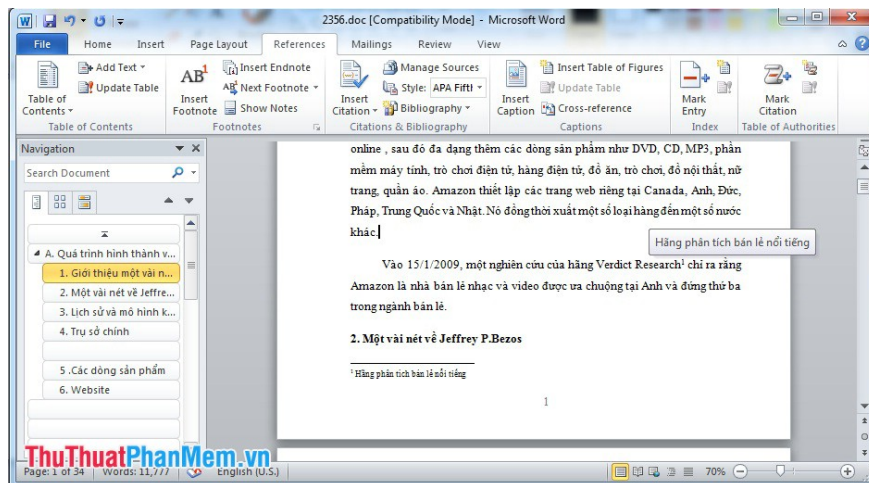 2356.doc [Compatibility Mode] - Microsoft Word
File Home Insert Page Layout References Mailings Review View
Table of Contents
Add Text
Update Table
Table of Contents
AB¹
Insert Footnote
Insert Endnote
AB¹ Next Footnote
Show Notes
Footnotes
Insert Citation
Manage Sources
Style: APA Fiftl
Bibliography
Citations & Bibliography
Insert Caption
Insert Table of Figures
Update Table
Cross-reference
Captions
Mark Entry
Index
Mark Citation
Table of Authorities
Navigation
Search Document
A. Quá trình hình thành v...
1. Giới thiệu một vài n...
2. Một vài nét về Jeffre...
3. Lịch sử và mô hình k...
4. Trụ sở chính
5 .Các dòng sản phẩm
6. Website
online , sau đó đa dạng thêm các dòng sản phẩm như DVD, CD, MP3, phần
mềm máy tính, trò chơi điện tử, hàng điện tử, đồ ăn, trò chơi, đồ nội thất, nữ
trang, quần áo. Amazon thiết lập các trang web riêng tại Canada, Anh, Đức,
Pháp, Trung Quốc và Nhật. Nó đồng thời xuất một số loại hàng đến một số nước
khác.
Hãng phân tích bán lẻ nổi tiếng
Vào 15/1/2009, một nghiên cứu của hãng Verdict Research¹ chỉ ra rằng
Amazon là nhà bán lẻ nhạc và video được ưa chuộng tại Anh và đứng thứ ba
trong ngành bán lẻ.
2. Một vài nét về Jeffrey P.Bezos
¹ Hãng phân tích bán lẻ nổi tiếng
1
ThuThuatPhanMem.vn
Page: 1 of 34 Words: 11,777 English (U.S.) 70%